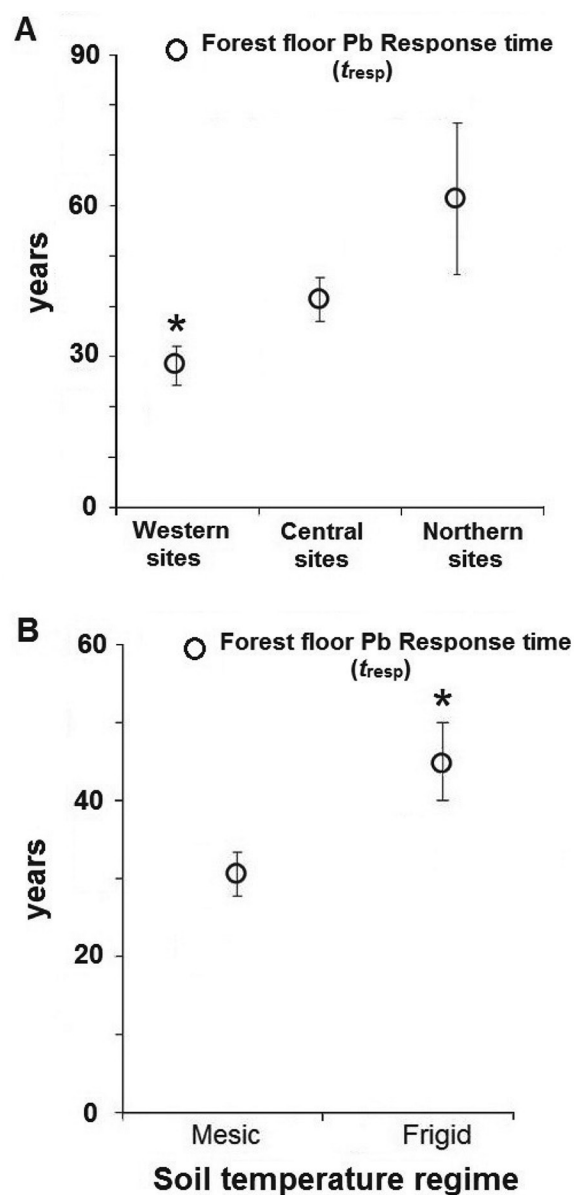 A
Forest floor Pb Response time
(tresp)
90
60
30
0
years
*
Western sites
Central sites
Northern sites
B
Forest floor Pb Response time
(tresp)
60
40
20
0
years
*
Mesic
Frigid
Soil temperature regime